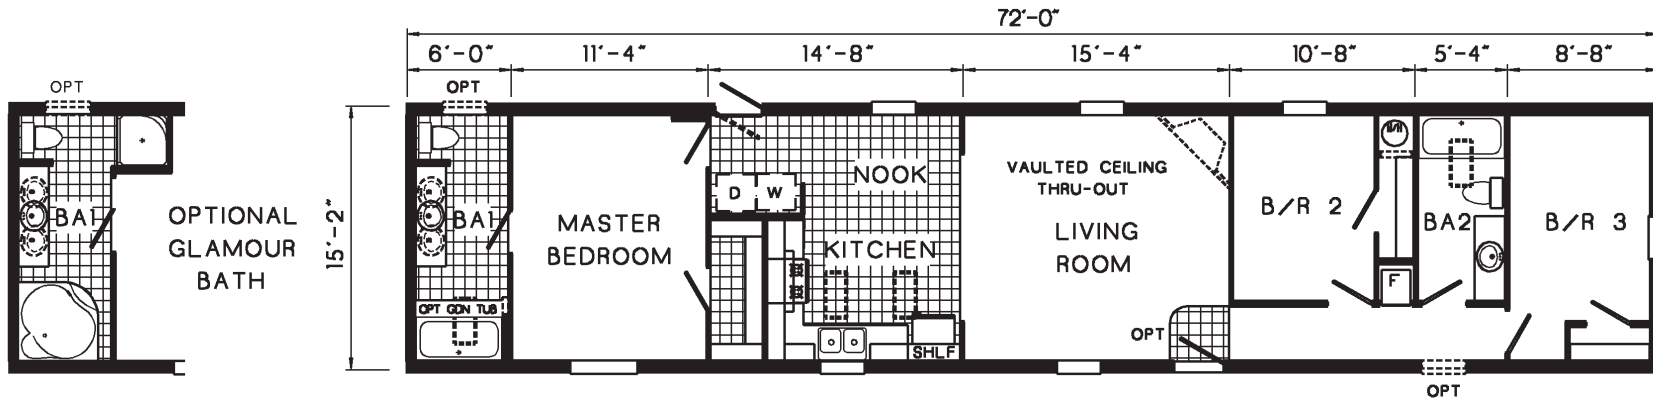 72'-0"
6'-0" 11'-4" 14'-8" 15'-4" 10'-8" 5'-4" 8'-8"
OPT
OPT
15'-2"
BA1
OPTIONAL
GLAMOUR
BATH
BA1
OPT GDN TUB
MASTER
BEDROOM
D W
NOOK
KITCHEN
SHLF
VAULTED CEILING
THRU-OUT
LIVING
ROOM
OPT
B/R 2
F
BA2
B/R 3
OPT